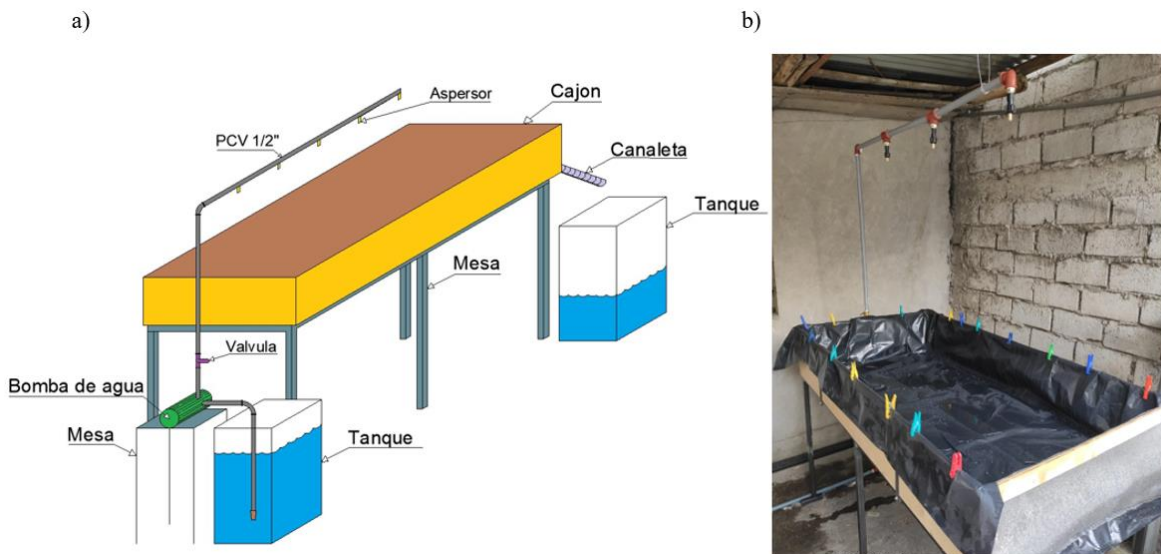 a)
b)
Aspersor
Cajon
PCV 1/2"
Canaleta
Tanque
Mesa
Valvula
Bomba de agua
Mesa
Tanque